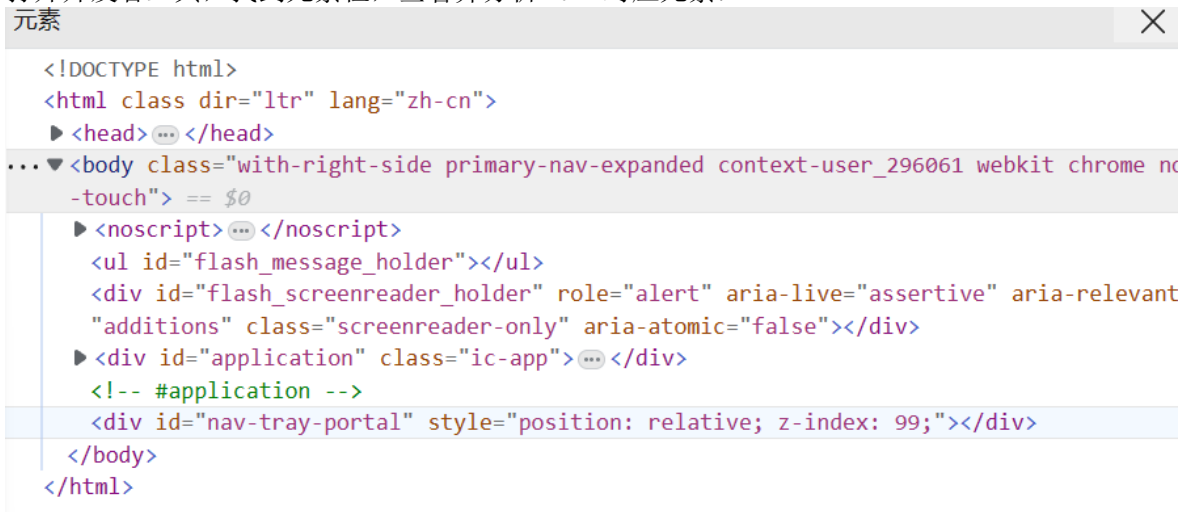 元素
<!DOCTYPE html>
<html class dir="ltr" lang="zh-cn">
<head>…</head>
… <body class="with-right-side primary-nav-expanded context-user_296061 webkit chrome no
-touch"> == $0
<noscript>…</noscript>
<ul id="flash_message_holder"></ul>
<div id="flash_screenreader_holder" role="alert" aria-live="assertive" aria-relevant
"additions" class="screenreader-only" aria-atomic="false"></div>
<div id="application" class="ic-app">…</div>
<!-- #application -->
<div id="nav-tray-portal" style="position: relative; z-index: 99;"></div>
</body>
</html>